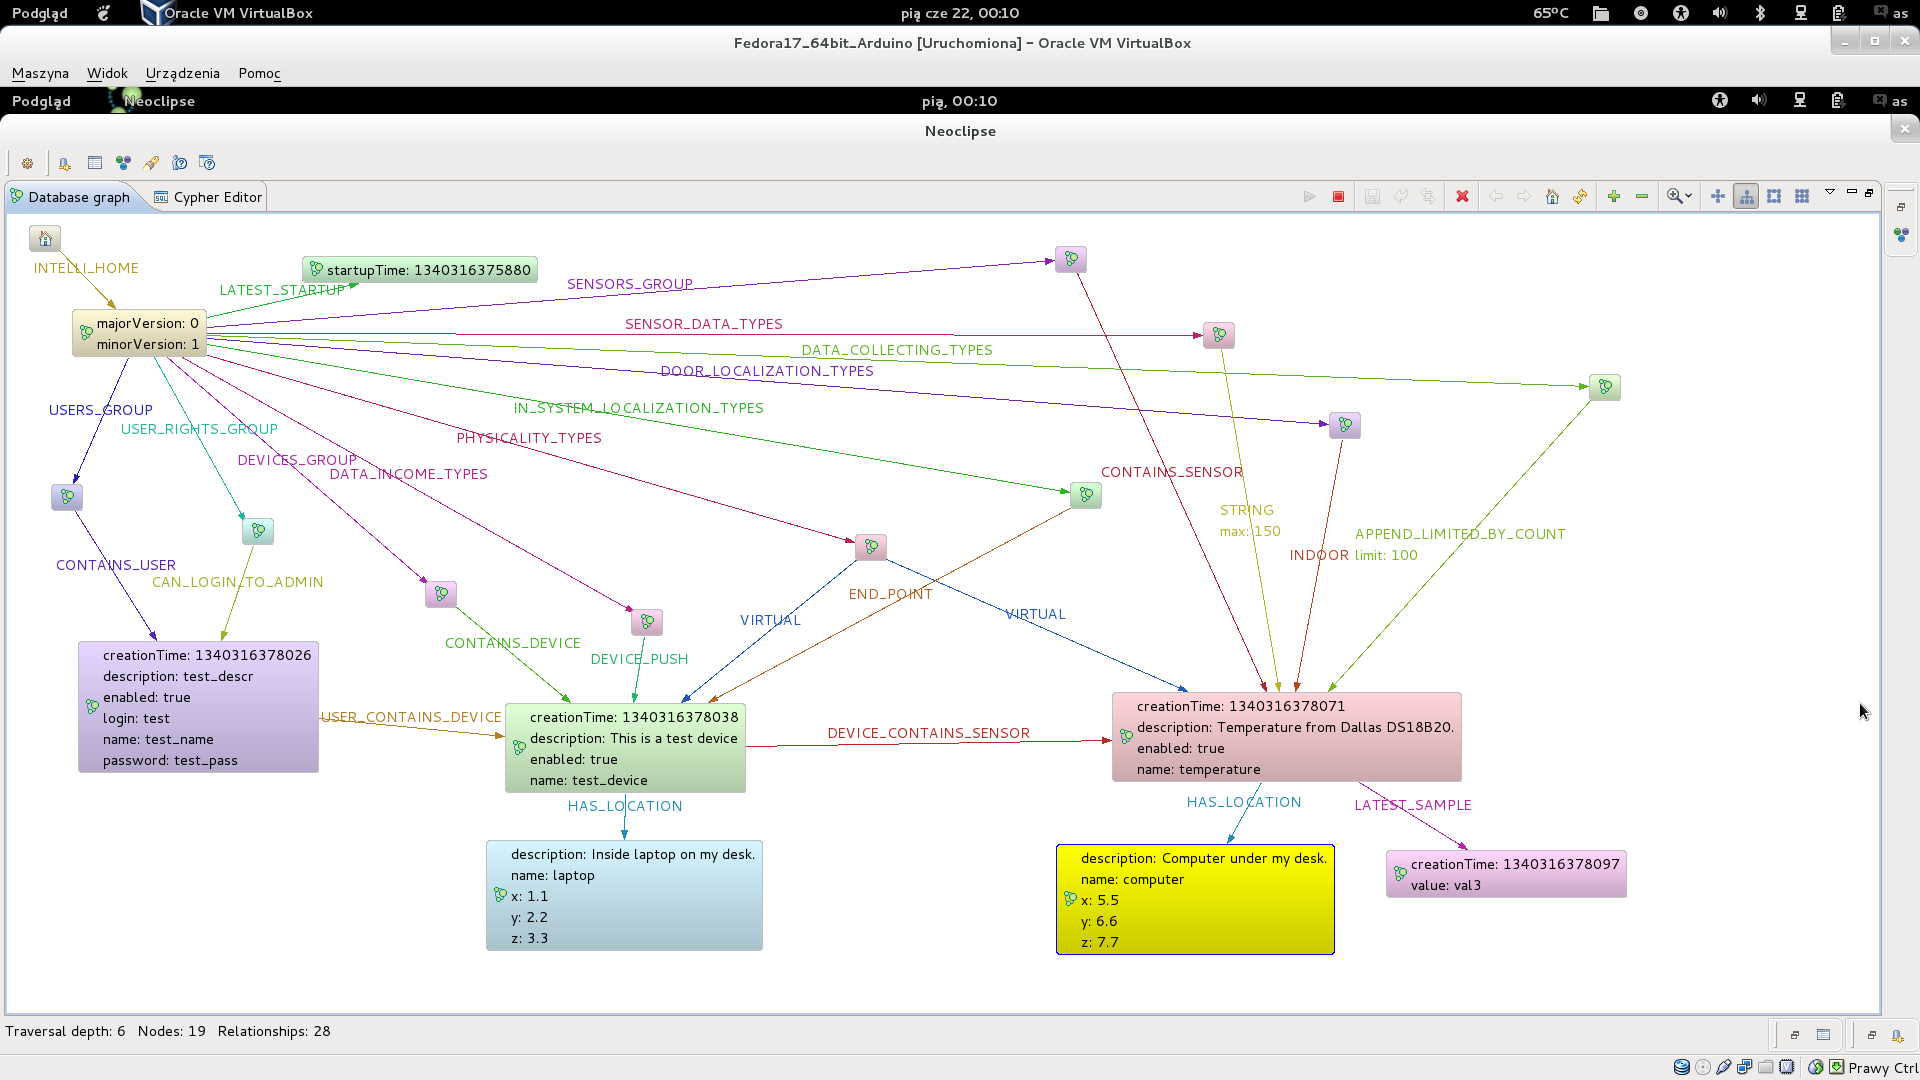 Podgląd Oracle VM VirtualBox pią cze 22, 00:10 65°C as
Fedora17_64bit_Arduino [Uruchomiona] - Oracle VM VirtualBox
Maszyna Widok Urządzenia Pomoc
Podgląd Neoclipse pią, 00:10 as
Neoclipse
Database graph Cypher Editor
INTELLI_HOME
startupTime: 1340316375880
LATEST_STARTUP
SENSORS_GROUP
majorVersion: 0
minorVersion: 1
SENSOR_DATA_TYPES
DATA_COLLECTING_TYPES
DOOR_LOCALIZATION_TYPES
USERS_GROUP
IN_SYSTEM_LOCALIZATION_TYPES
USER_RIGHTS_GROUP
PHYSICALITY_TYPES
DEVICES_GROUP
DATA_INCOME_TYPES
CONTAINS_SENSOR
STRING
max: 150
APPEND_LIMITED_BY_COUNT
limit: 100
INDOOR
CONTAINS_USER
CAN_LOGIN_TO_ADMIN
END_POINT
VIRTUAL
VIRTUAL
CONTAINS_DEVICE
DEVICE_PUSH
creationTime: 1340316378026
description: test_descr
enabled: true
login: test
name: test_name
password: test_pass
USER_CONTAINS_DEVICE
creationTime: 1340316378038
description: This is a test device
enabled: true
name: test_device
DEVICE_CONTAINS_SENSOR
creationTime: 1340316378071
description: Temperature from Dallas DS18B20.
enabled: true
name: temperature
HAS_LOCATION
HAS_LOCATION
LATEST_SAMPLE
description: Inside laptop on my desk.
name: laptop
x: 1.1
y: 2.2
z: 3.3
description: Computer under my desk.
name: computer
x: 5.5
y: 6.6
z: 7.7
creationTime: 1340316378097
value: val3
Traversal depth: 6 Nodes: 19 Relationships: 28
Prawy Ctrl